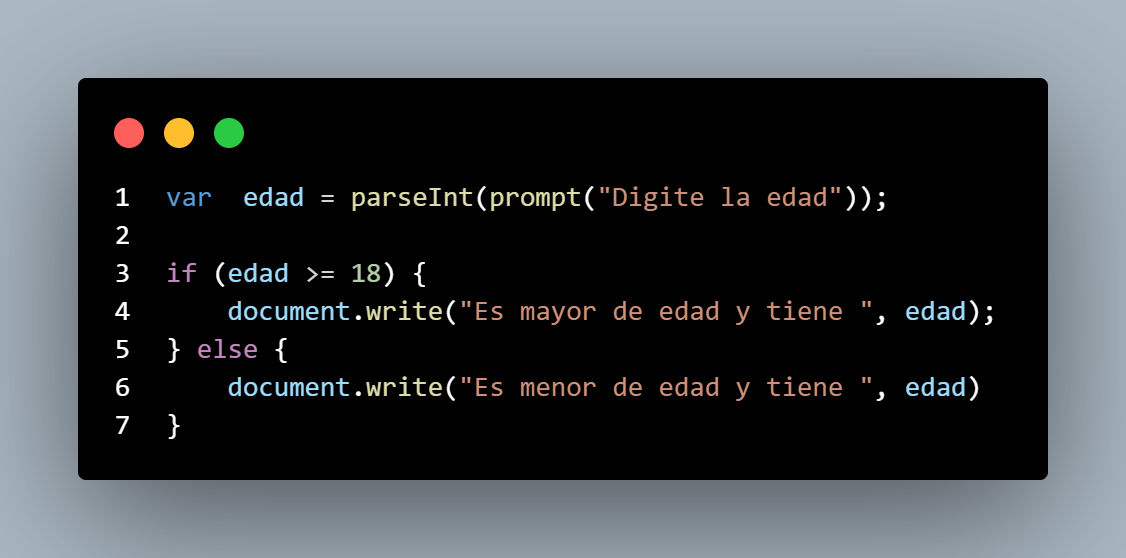 1 var  edad = parseInt(prompt("Digite la edad"));
2
3 if (edad >= 18) {
4     document.write("Es mayor de edad y tiene ", edad);
5 } else {
6     document.write("Es menor de edad y tiene ", edad)
7 }